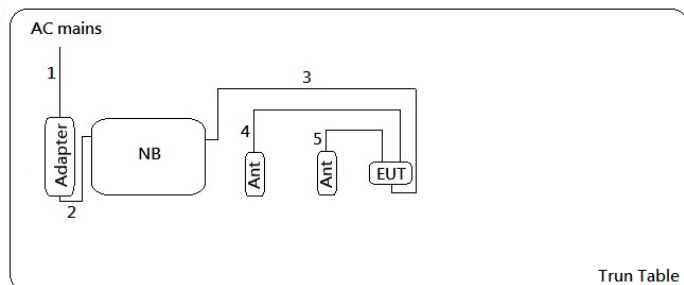 AC mains
1
3
4
5
Adapter
NB
Ant
Ant
EUT
2
Trun Table